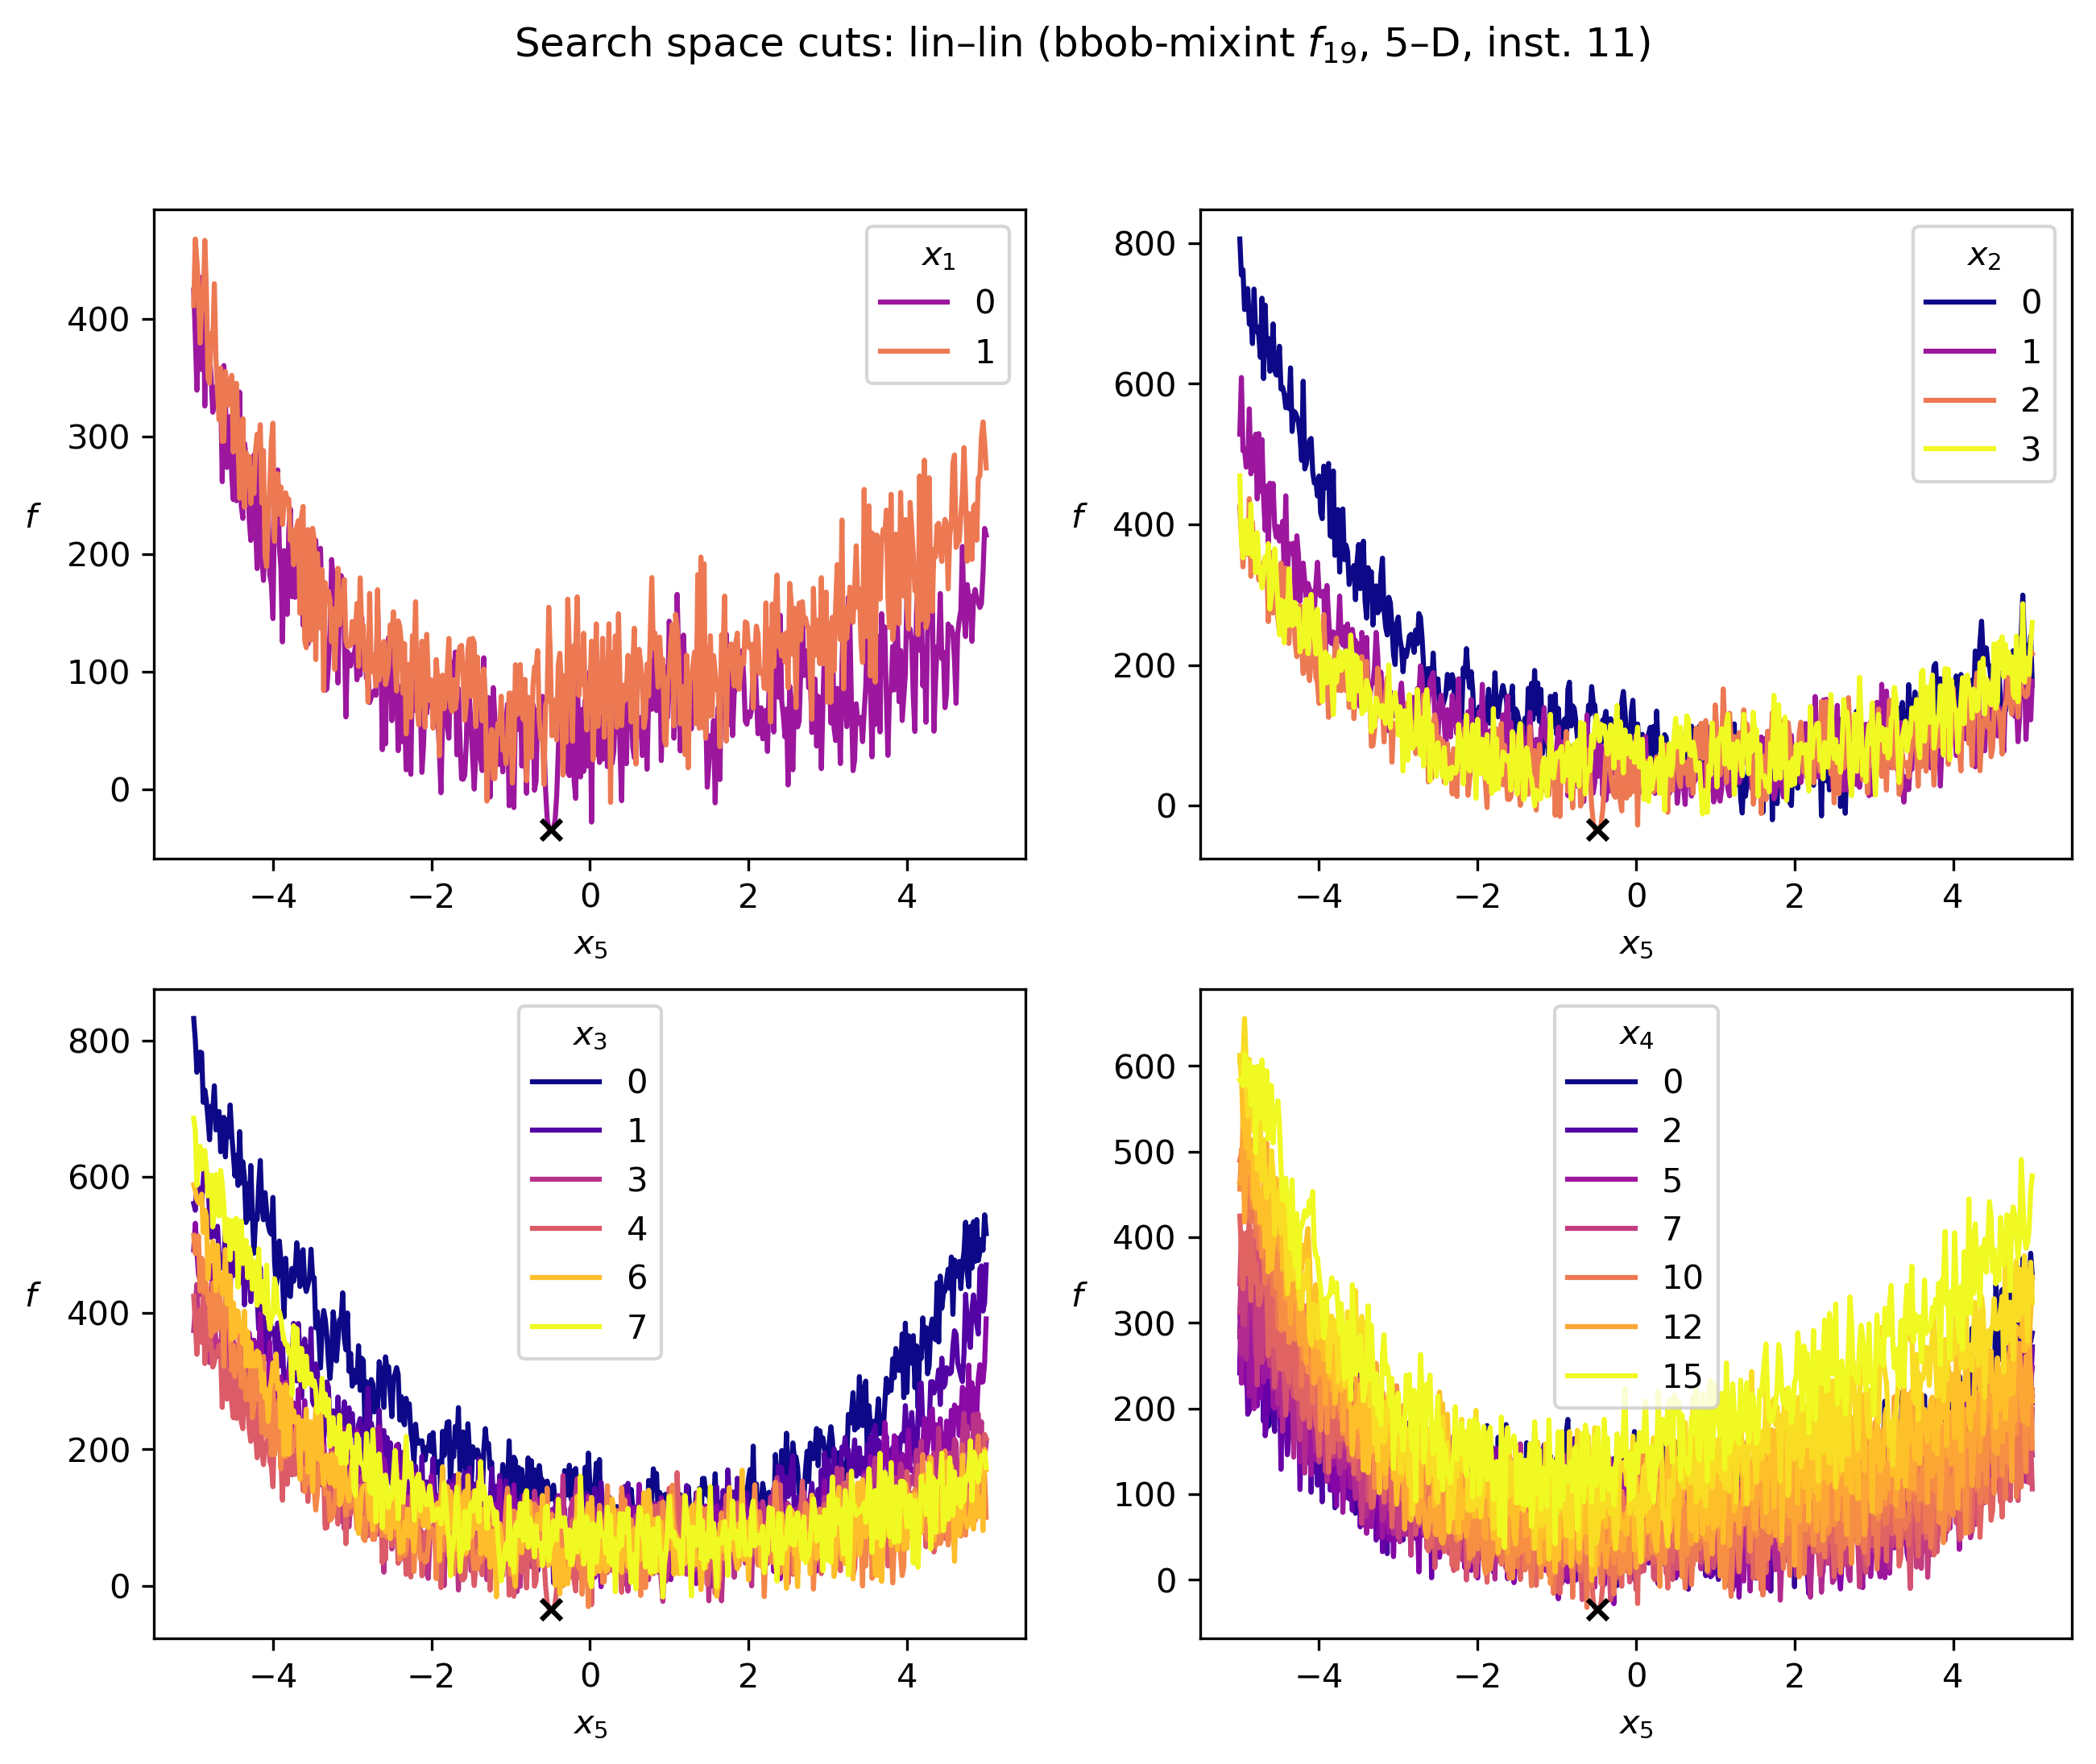 Search space cuts: lin–lin (bbob-mixint f19, 5–D, inst. 11)
x1
0
1
400
300
200
100
0
f
−4 −2 0 2 4
x5
x2
0
1
2
3
800
600
400
200
0
f
−4 −2 0 2 4
x5
x3
0
1
3
4
6
7
800
600
400
200
0
f
−4 −2 0 2 4
x5
x4
0
2
5
7
10
12
15
600
500
400
300
200
100
0
f
−4 −2 0 2 4
x5